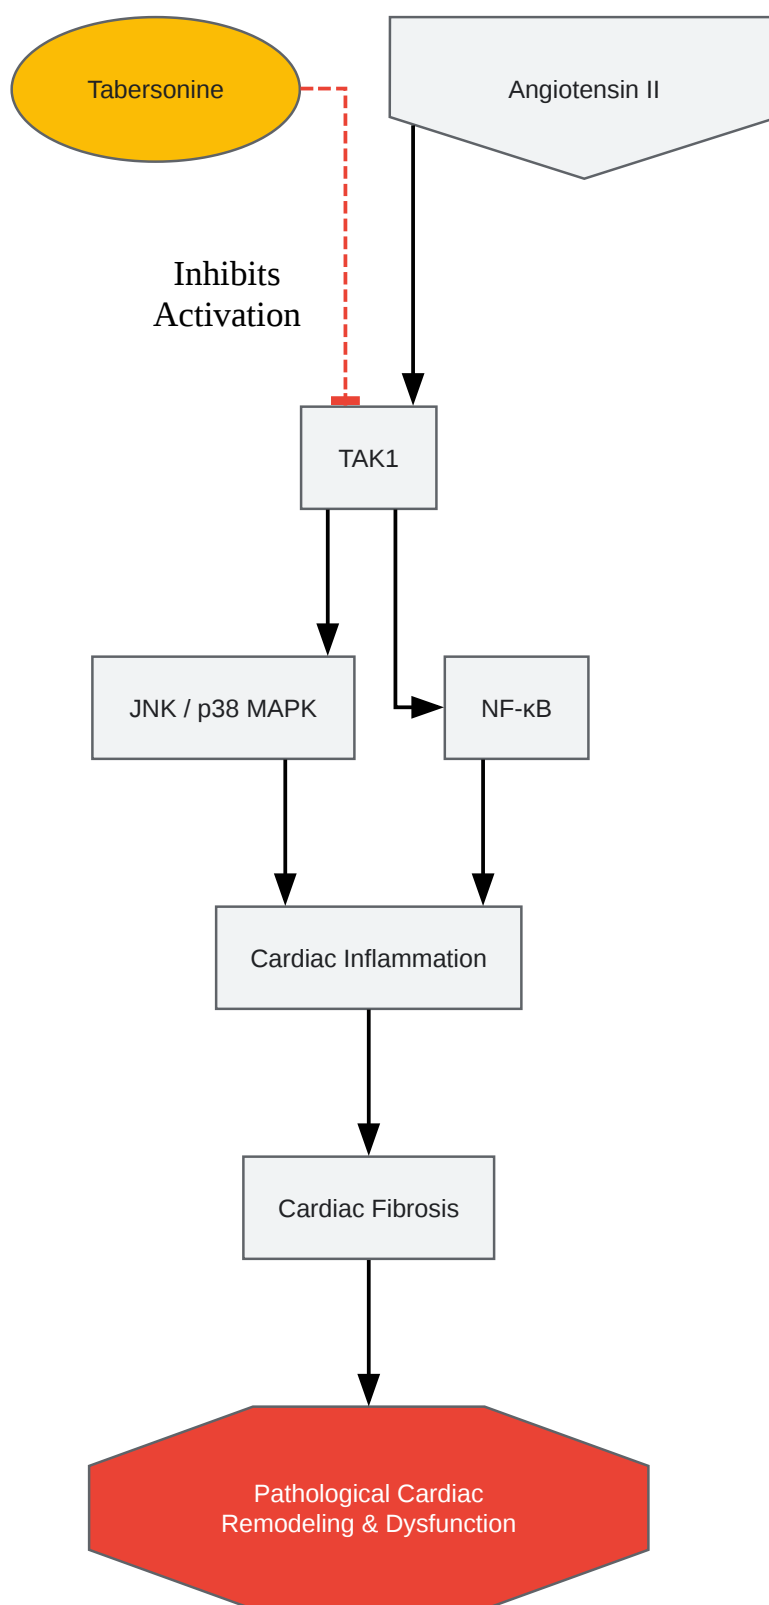 Tabersonine
Angiotensin II
Inhibits
Activation
TAK1
JNK / p38 MAPK
NF-κB
Cardiac Inflammation
Cardiac Fibrosis
Pathological Cardiac
Remodeling & Dysfunction